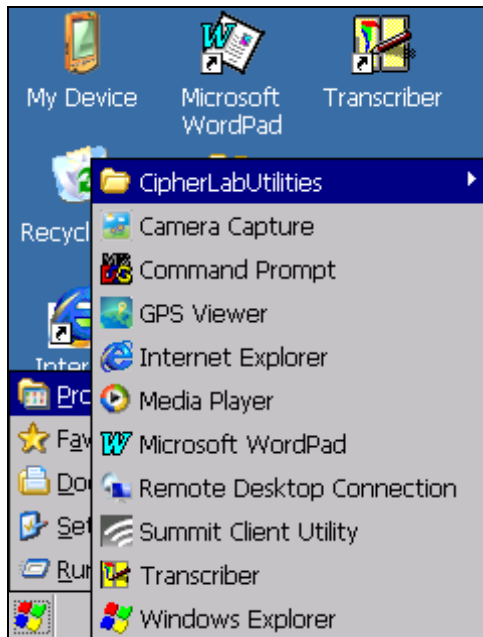 My Device
Microsoft WordPad
Transcriber
CipherLabUtilities
Camera Capture
Command Prompt
GPS Viewer
Internet Explorer
Media Player
Microsoft WordPad
Remote Desktop Connection
Summit Client Utility
Transcriber
Windows Explorer